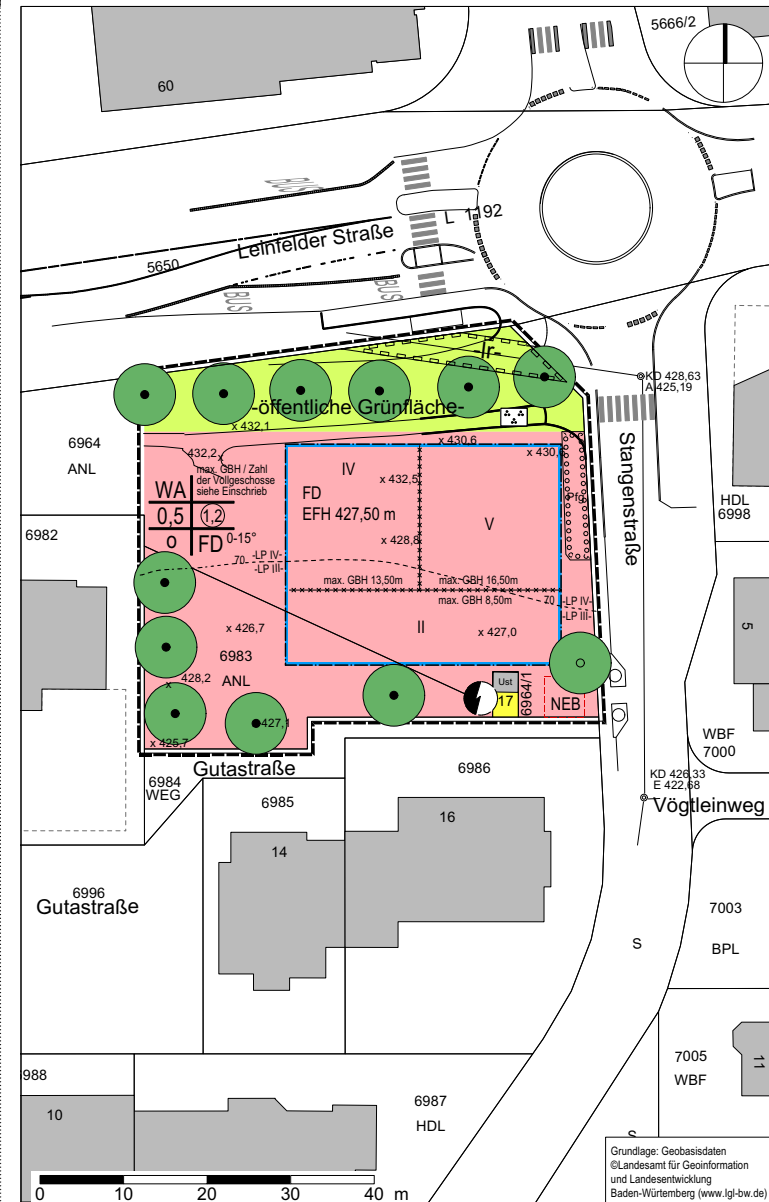 5666/2
60
BUS
L 1192
Leinfelder Straße
5650
BUS
BUS
-lr-
KD 428,63
A 425,19
-öffentliche Grünfläche-
x 432,1
6964
ANL
432,2 x
x 430,6
x 430,
Stangenstraße
HDL
6998
max. GBH / Zahl
der Vollgeschosse
siehe Einschrieb
IV
x 432,5
FD
EFH 427,50 m
V
Pfg
WA
0,5
1,2
o
FD
0-15°
6982
x 428,8
70
-LP IV-
-LP III-
max. GBH 13,50m
max. GBH 16,50m
max. GBH 8,50m
70
-LP IV-
-LP III-
II
x 426,7
x 427,0
5
6983
ANL
x 428,2
Ust
17
6964/1
NEB
427,1
x 425,7
WBF
7000
Gutastraße
6984
WEG
6986
KD 426,33
E 422,68
Vögtleinweg
6985
16
14
6996
Gutastraße
7003
BPL
S
7005
WBF
11
988
10
6987
HDL
S
0 10 20 30 40 m
Grundlage: Geobasisdaten
©Landesamt für Geoinformation
und Landesentwicklung
Baden-Würtemberg (www.lgl-bw.de)